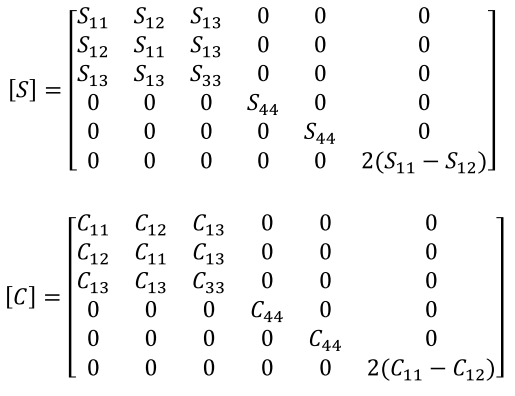 S₁₁ S₁₂ S₁₃ 0 0 0
S₁₂ S₁₁ S₁₃ 0 0 0
[S] = S₁₃ S₁₃ S₃₃ 0 0 0
0 0 0 S₄₄ 0 0
0 0 0 0 S₄₄ 0
0 0 0 0 0 2(S₁₁ − S₁₂)
C₁₁ C₁₂ C₁₃ 0 0 0
C₁₂ C₁₁ C₁₃ 0 0 0
[C] = C₁₃ C₁₃ C₃₃ 0 0 0
0 0 0 C₄₄ 0 0
0 0 0 0 C₄₄ 0
0 0 0 0 0 2(C₁₁ − C₁₂)